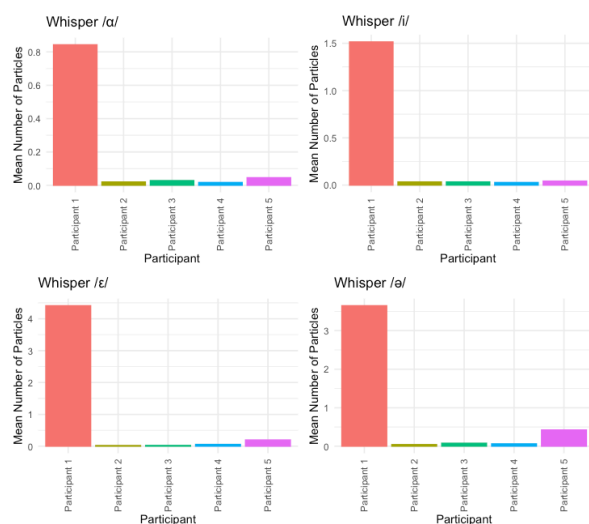 Whisper /ɑ/
Mean Number of Particles
0.8
0.6
0.4
0.2
0.0
Participant 1
Participant 2
Participant 3
Participant 4
Participant 5
Participant
Whisper /i/
Mean Number of Particles
1.5
1.0
0.5
0.0
Participant 1
Participant 2
Participant 3
Participant 4
Participant 5
Participant
Whisper /ɛ/
Mean Number of Particles
4
3
2
1
0
Participant 1
Participant 2
Participant 3
Participant 4
Participant 5
Participant
Whisper /ə/
Mean Number of Particles
3
2
1
0
Participant 1
Participant 2
Participant 3
Participant 4
Participant 5
Participant